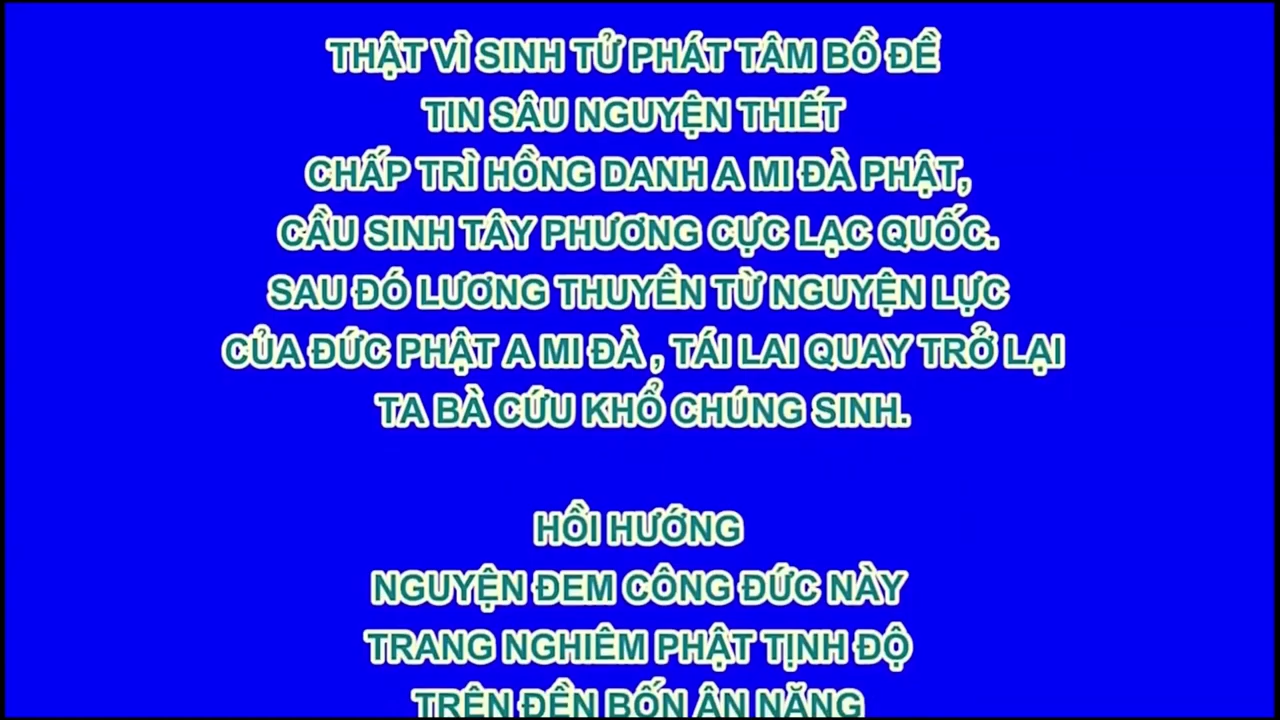 THẬT VÌ SINH TỬ PHÁT TÂM BỒ ĐỀ
TIN SÂU NGUYỆN THIẾT
CHẤP TRÌ HỒNG DANH A MI ĐÀ PHẬT,
CẦU SINH TÂY PHƯƠNG CỰC LẠC QUỐC.
SAU ĐÓ LƯƠNG THUYỀN TỪ NGUYỆN LỰC
CỦA ĐỨC PHẬT A MI ĐÀ , TÁI LAI QUAY TRỞ LẠI
TA BÀ CỨU KHỔ CHÚNG SINH.
HỒI HƯỚNG
NGUYỆN ĐEM CÔNG ĐỨC NÀY
TRANG NGHIÊM PHẬT TỊNH ĐỘ
TRÊN ĐỀN BỐN ÂN NĂNG